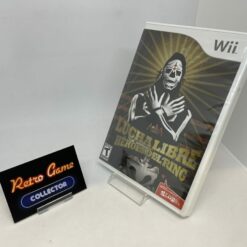 Wii
LUCHA LIBRE
HEROES DEL RING
T
Retro Game
COLLECTOR